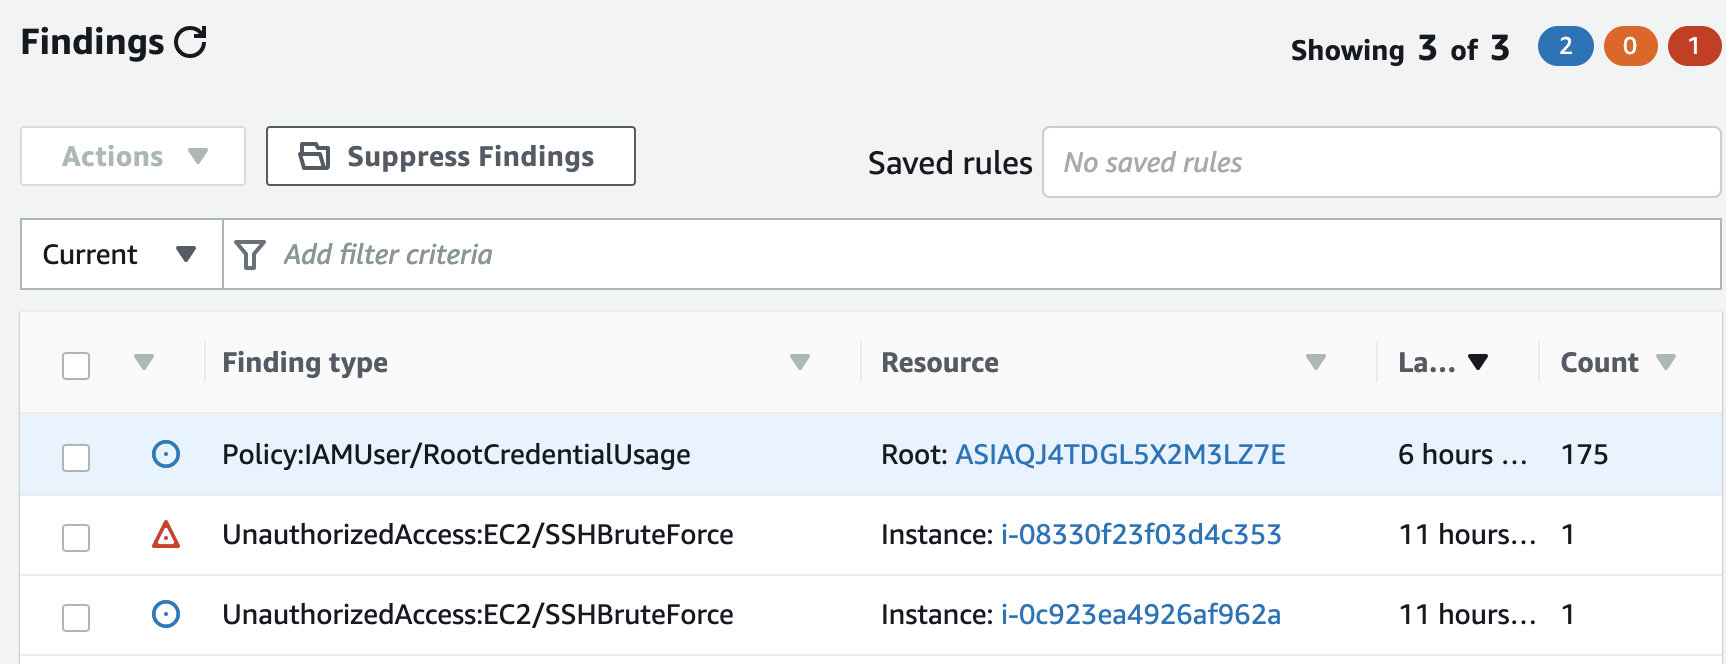 Findings
Showing 3 of 3 2 0 1
Actions Suppress Findings Saved rules No saved rules
Current Add filter criteria
Finding type Resource La... Count
Policy:IAMUser/RootCredentialUsage Root: ASIAQJ4TDGL5X2M3LZ7E 6 hours ... 175
UnauthorizedAccess:EC2/SSHBruteForce Instance: i-08330f23f03d4c353 11 hours... 1
UnauthorizedAccess:EC2/SSHBruteForce Instance: i-0c923ea4926af962a 11 hours... 1